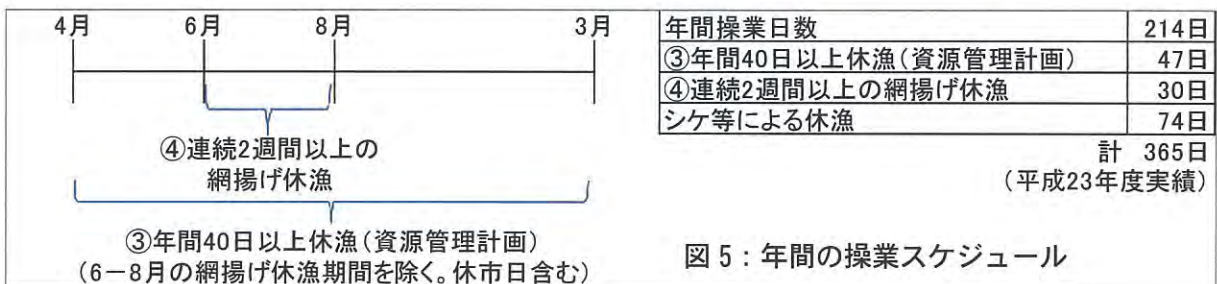 4月 6月 8月 3月
④連続2週間以上の
網揚げ休漁
③年間40日以上休漁(資源管理計画)
(6-8月の網揚げ休漁期間を除く。休市日含む)
年間操業日数 214日
③年間40日以上休漁(資源管理計画) 47日
④連続2週間以上の網揚げ休漁 30日
シケ等による休漁 74日
計 365日
(平成23年度実績)
図5:年間の操業スケジュール